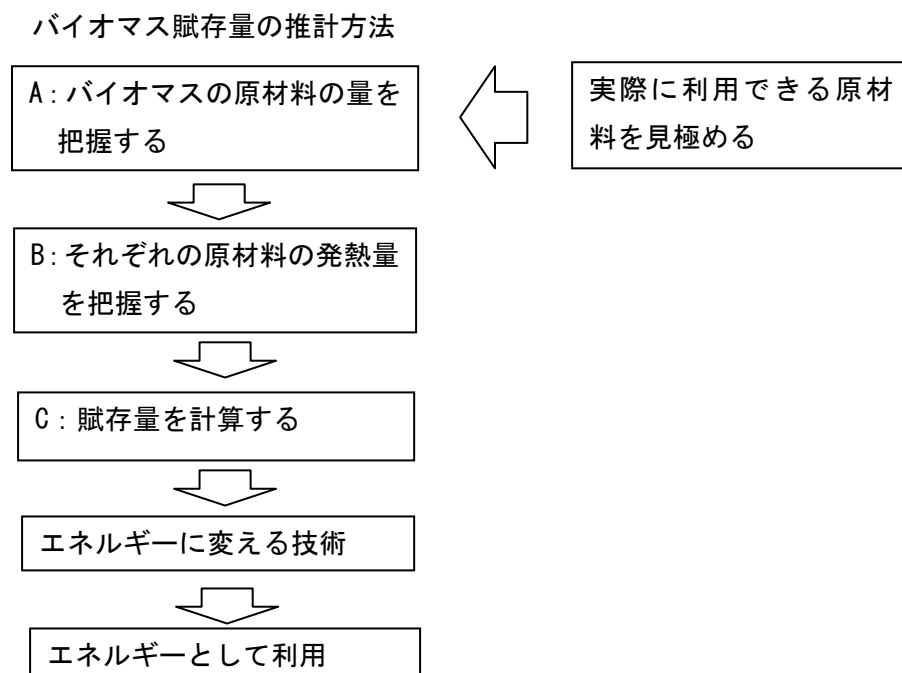 バイオマス賦存量の推計方法
A：バイオマスの原材料の量を
把握する
実際に利用できる原材
料を見極める
B：それぞれの原材料の発熱量
を把握する
C：賦存量を計算する
エネルギーに変える技術
エネルギーとして利用